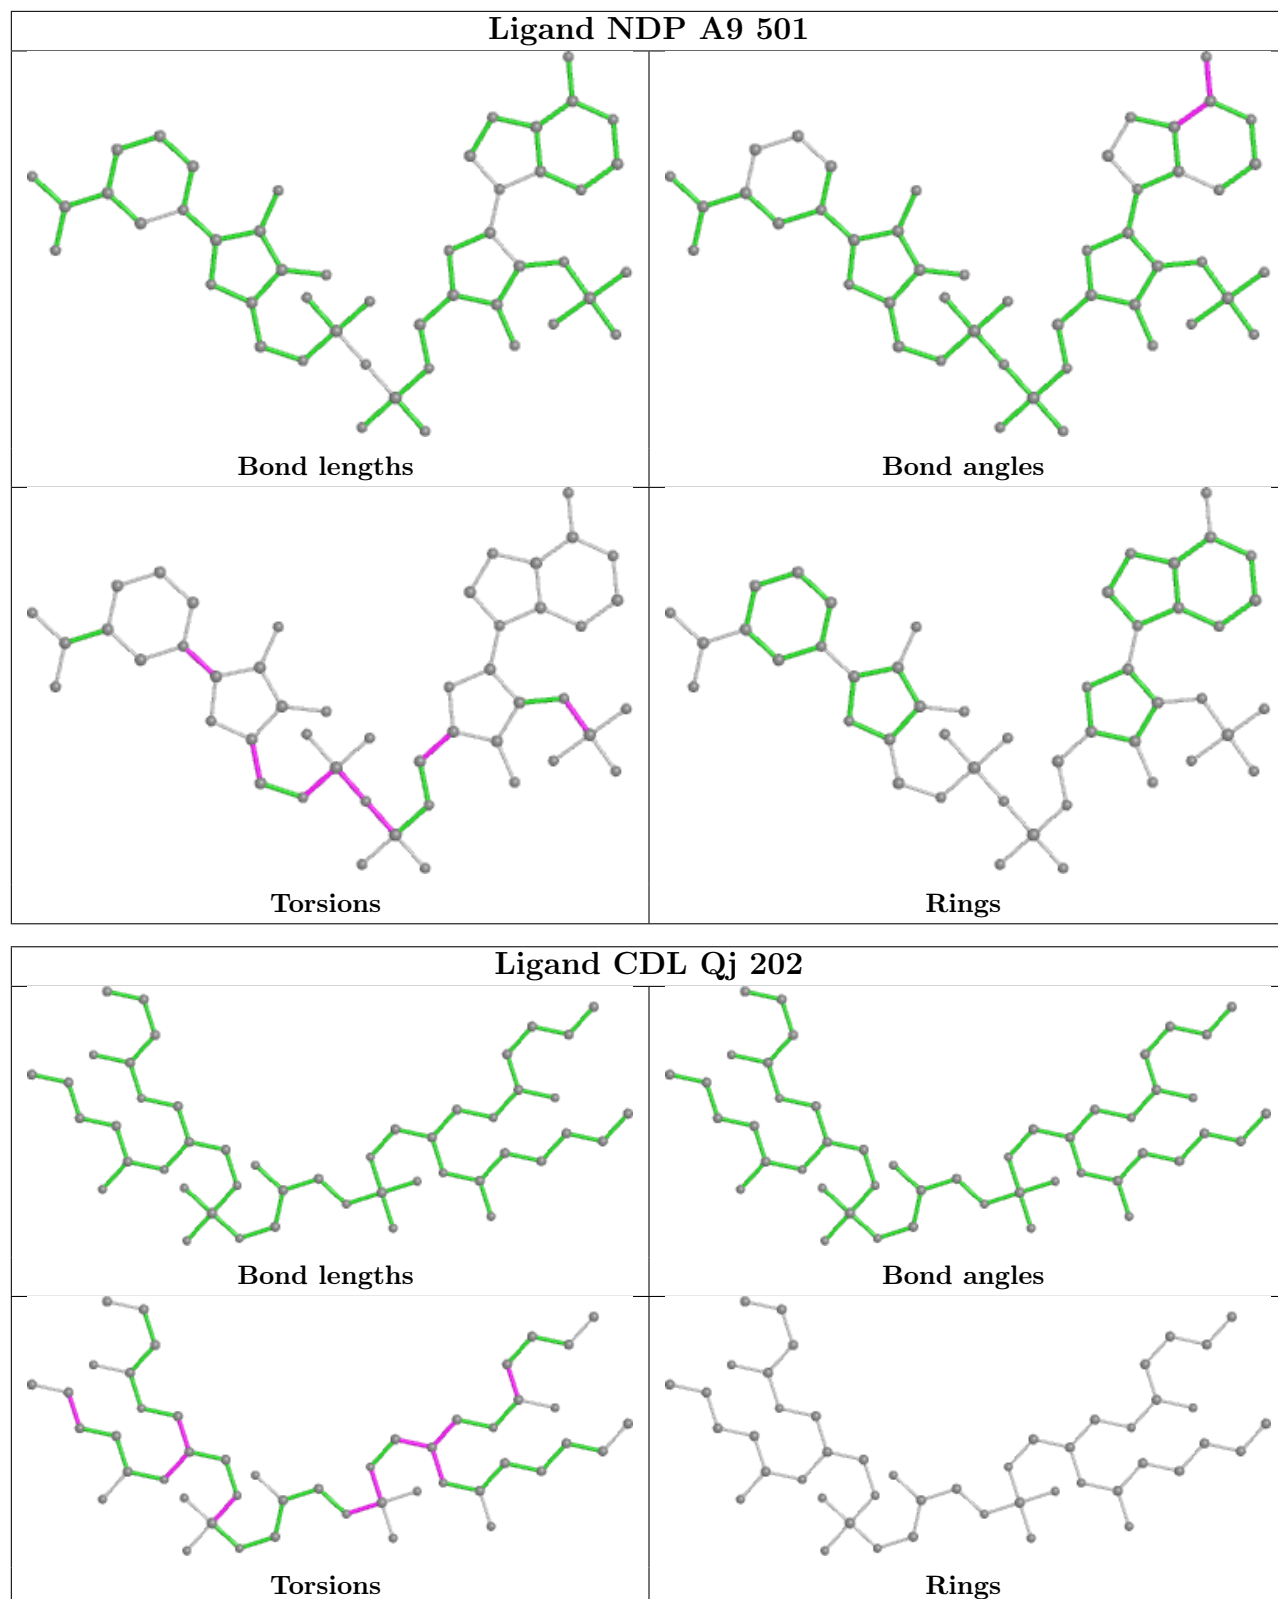 Ligand NDP A9 501
Bond lengths
Bond angles
Torsions
Rings
Ligand CDL Qj 202
Bond lengths
Bond angles
Torsions
Rings